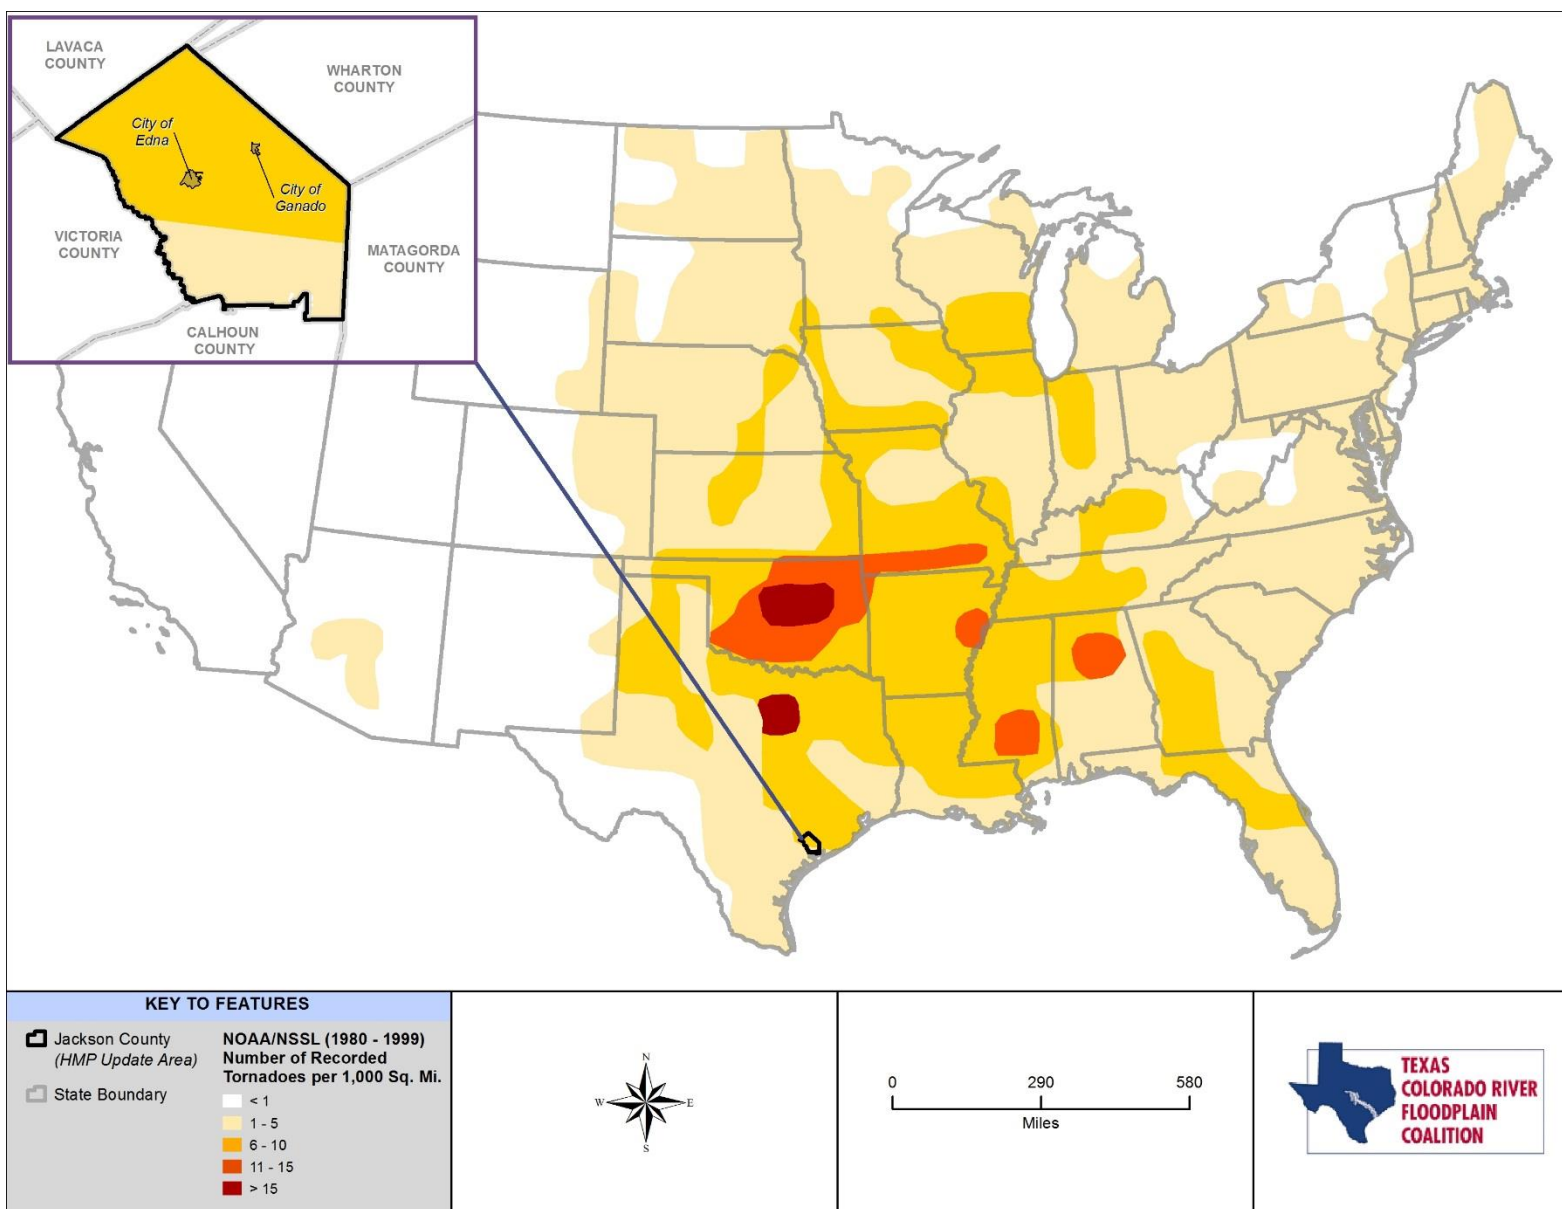 LAVACA
COUNTY
WHARTON
COUNTY
City of
Edna
City of
Ganado
VICTORIA
COUNTY
MATAGORDA
COUNTY
CALHOUN
COUNTY
KEY TO FEATURES
Jackson County
(HMP Update Area)
State Boundary
NOAA/NSSL (1980 - 1999)
Number of Recorded
Tornadoes per 1,000 Sq. Mi.
< 1
1 - 5
6 - 10
11 - 15
> 15
N
W
E
S
0 290 580
Miles
TEXAS
COLORADO RIVER
FLOODPLAIN
COALITION